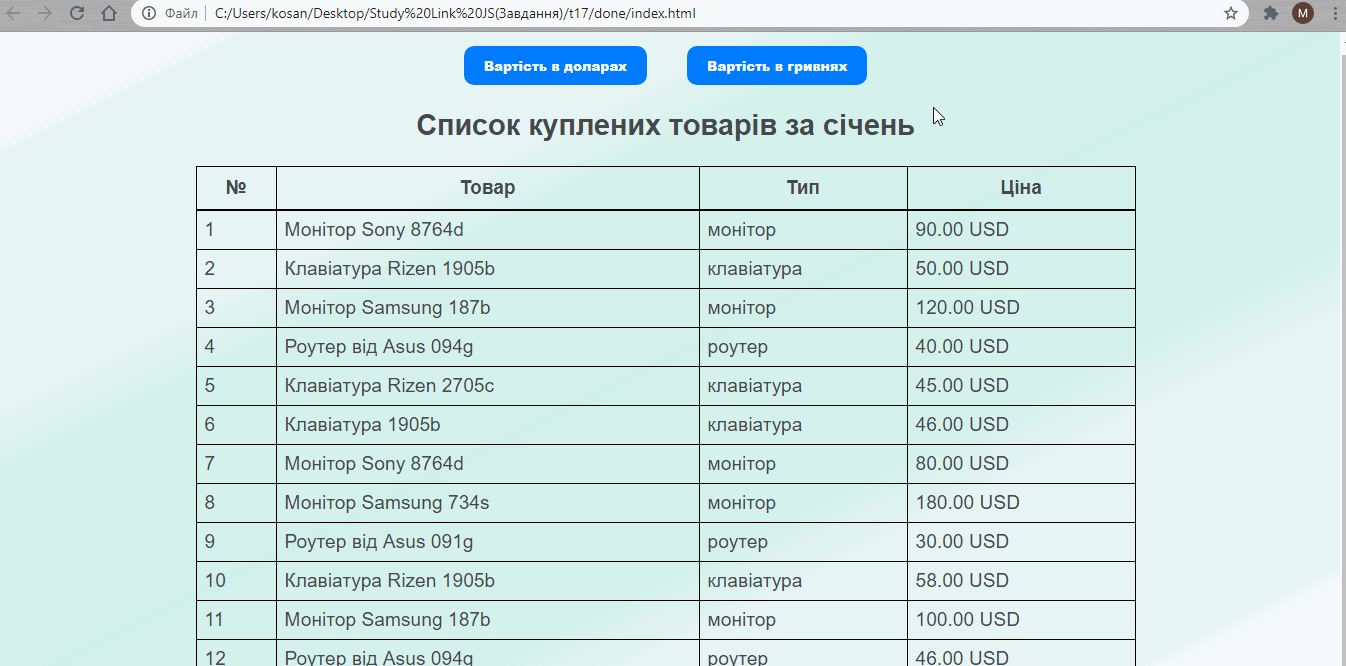 Файл C:/Users/kosan/Desktop/Study%20Link%20JS(Завдання)/t17/done/index.html M
Вартість в доларах Вартість в гривнях
Список куплених товарів за січень
№ Товар Тип Ціна
1 Монітор Sony 8764d монітор 90.00 USD
2 Клавіатура Rizen 1905b клавіатура 50.00 USD
3 Монітор Samsung 187b монітор 120.00 USD
4 Роутер від Asus 094g роутер 40.00 USD
5 Клавіатура Rizen 2705c клавіатура 45.00 USD
6 Клавіатура 1905b клавіатура 46.00 USD
7 Монітор Sony 8764d монітор 80.00 USD
8 Монітор Samsung 734s монітор 180.00 USD
9 Роутер від Asus 091g роутер 30.00 USD
10 Клавіатура Rizen 1905b клавіатура 58.00 USD
11 Монітор Samsung 187b монітор 100.00 USD
12 Роутер від Asus 094g роутер 46.00 USD